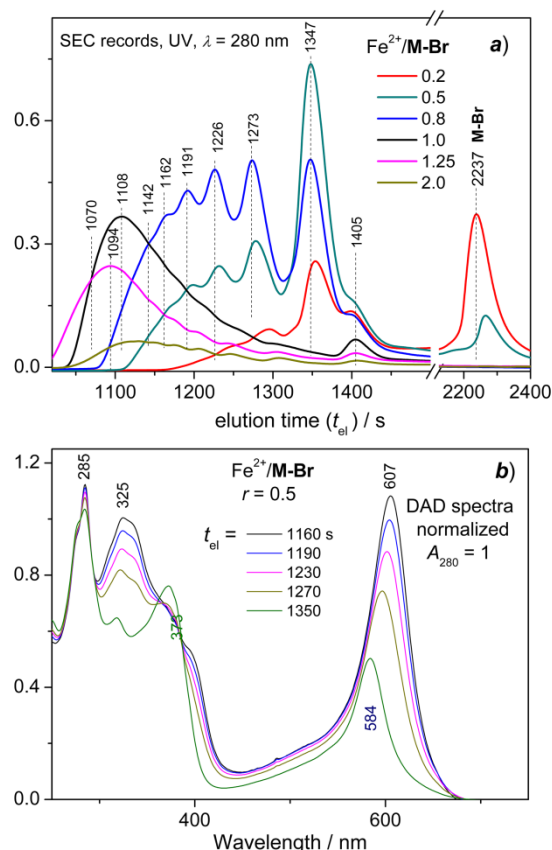 SEC records, UV, λ = 280 nm
a)
Fe²⁺/M-Br
0.2
0.5
0.8
1.0
1.25
2.0
1070
1094
1108
1142
1162
1191
1226
1273
1347
1405
2237 M-Br
0.6
0.3
0.0
1100
1200
1300
1400
2200
2400
elution time (tₑₗ) / s
b)
Fe²⁺/M-Br
r = 0.5
tₑₗ =
1160 s
1190
1230
1270
1350
DAD spectra
normalized
A₂₈₀ = 1
285
325
375
584
607
1.2
0.8
0.4
0.0
400
600
Wavelength / nm